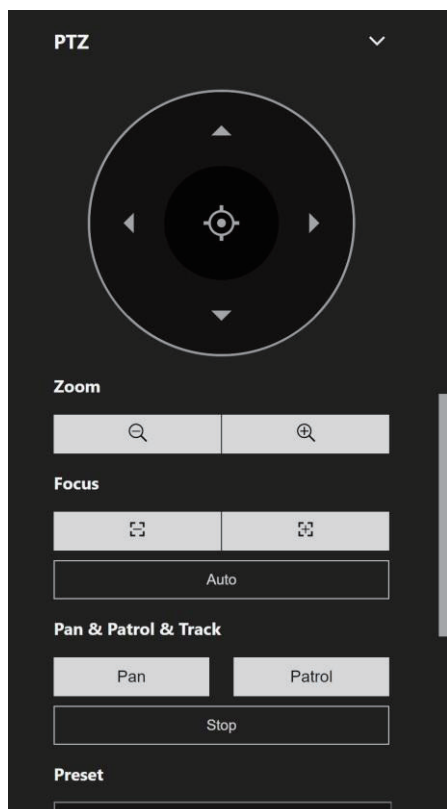 PTZ
Zoom
Focus
Auto
Pan & Patrol & Track
Pan Patrol
Stop
Preset